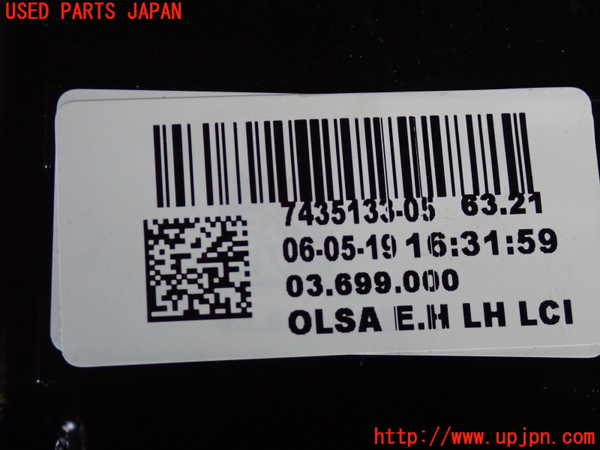 USED PARTS JAPAN
7435133-05 63.21
06-05-19 16:31:59
03.699.000
OLSA E.H LH LCI
http://www.upjpn.com/